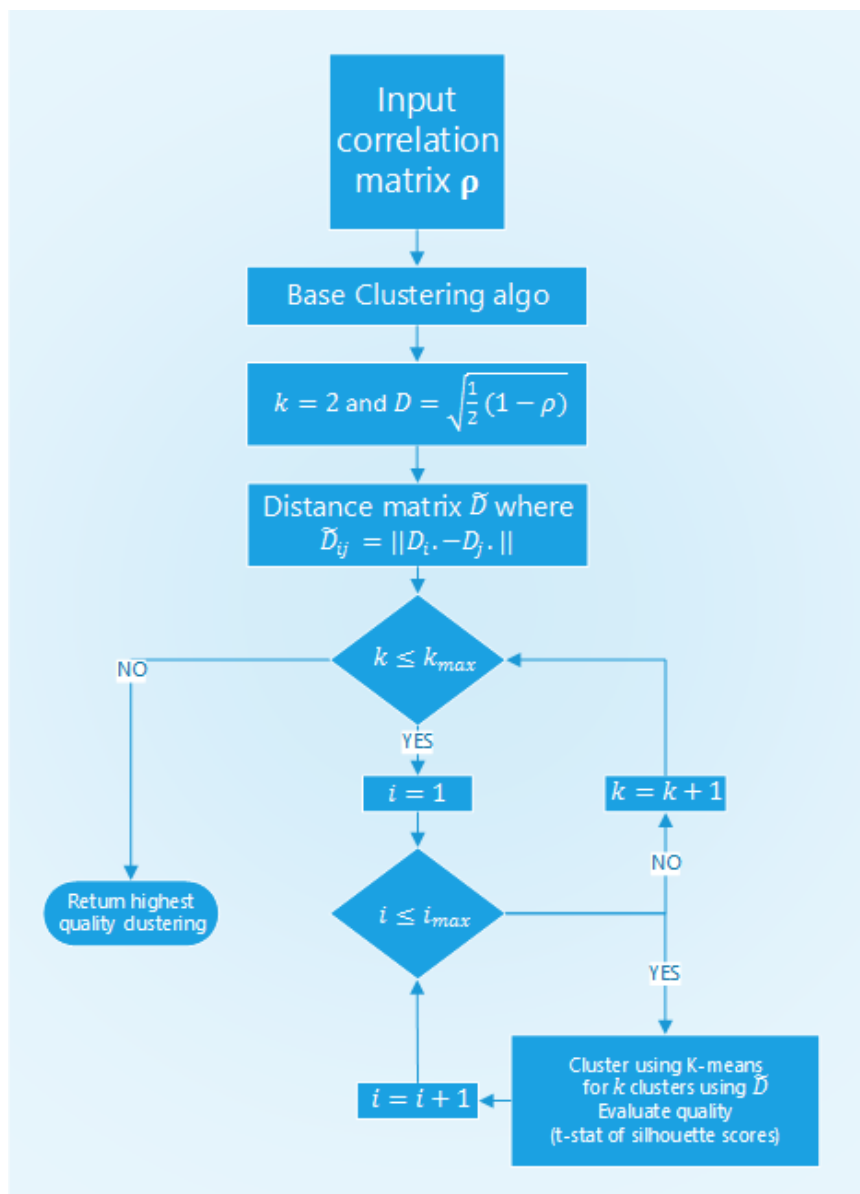 Input
correlation
matrix ρ
Base Clustering algo
k = 2 and D = √½ (1 − ρ)
Distance matrix D̃ where
D̃ij = ||Di. −Dj. ||
k ≤ kmax
NO
YES
i = 1
k = k + 1
NO
i ≤ imax
Return highest
quality clustering
YES
Cluster using K-means
for k clusters using D̃
Evaluate quality
(t-stat of silhouette scores)
i = i + 1